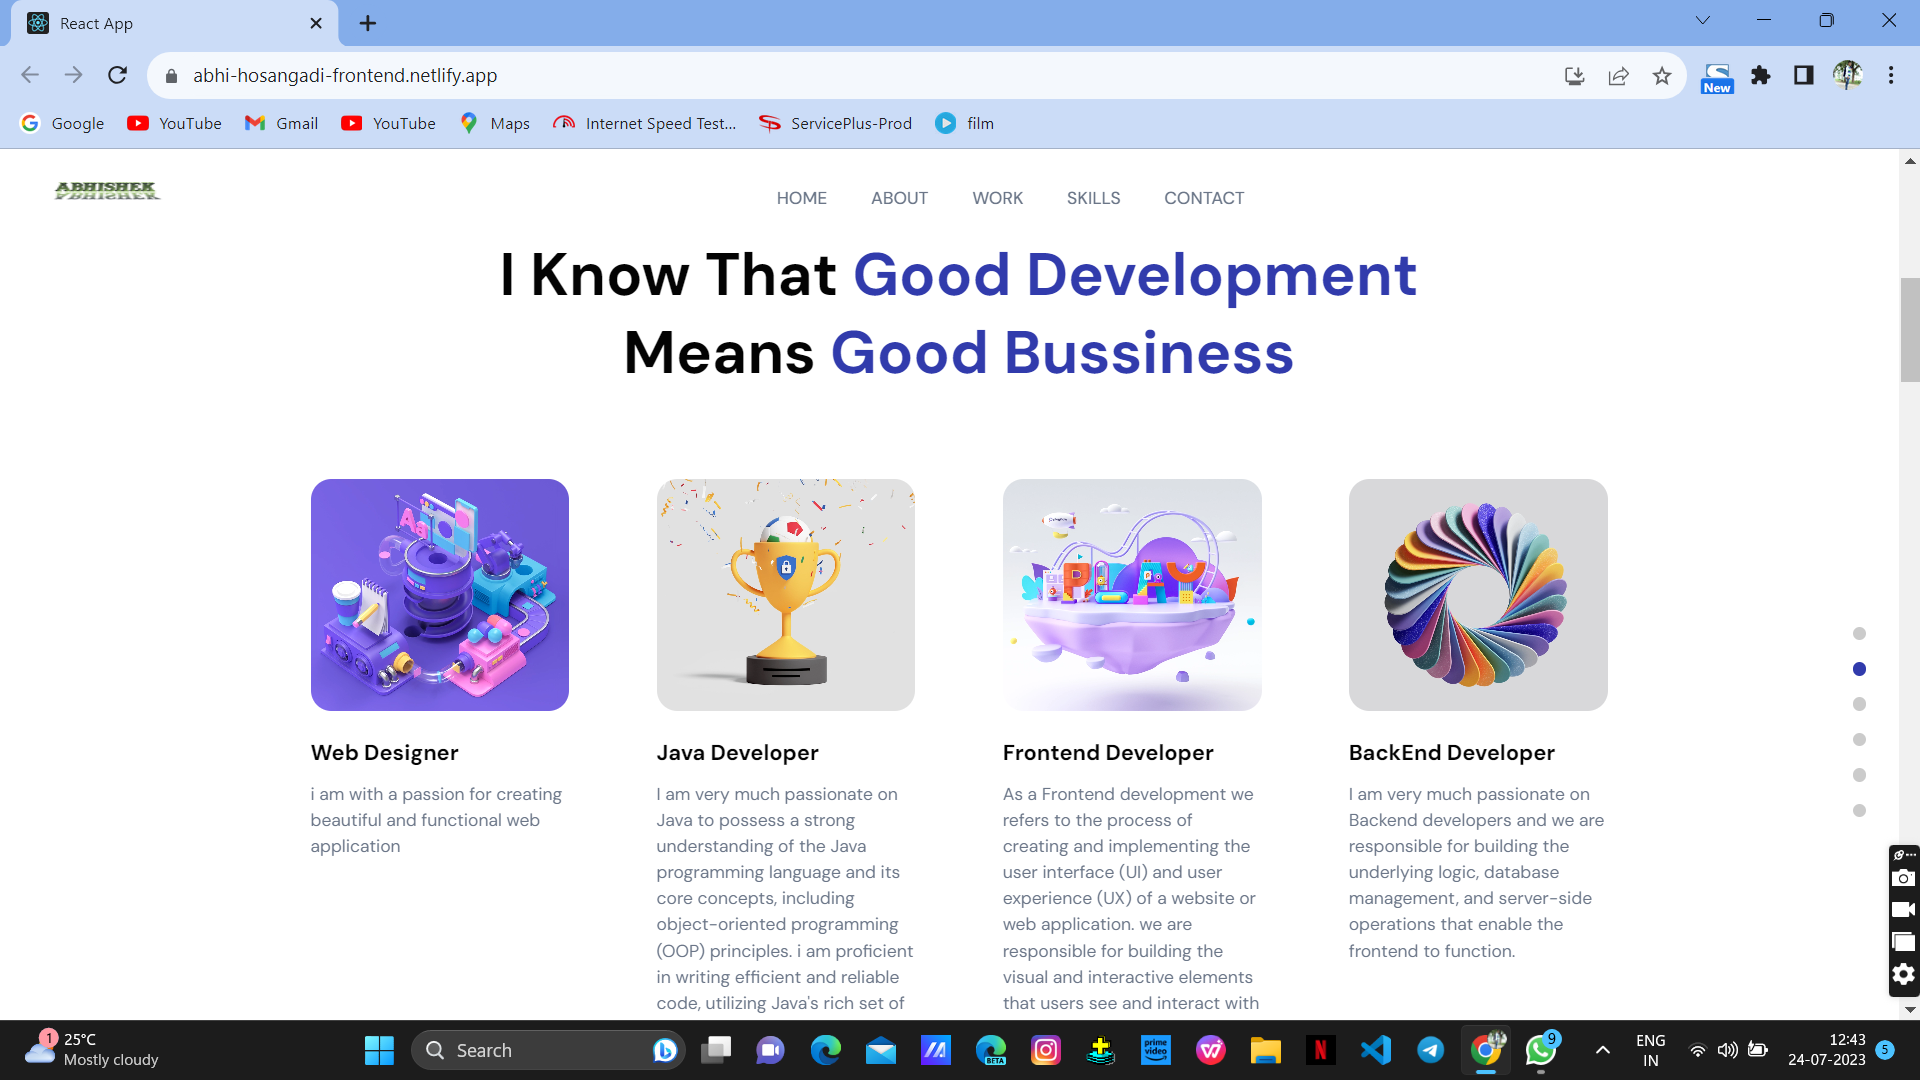 React App
abhi-hosangadi-frontend.netlify.app
New
Google YouTube Gmail YouTube Maps Internet Speed Test... ServicePlus-Prod film
ABHISHEK
HOME ABOUT WORK SKILLS CONTACT
I Know That Good Development
Means Good Bussiness
Aa
Web Designer
i am with a passion for creating
beautiful and functional web
application
Java Developer
I am very much passionate on
Java to possess a strong
understanding of the Java
programming language and its
core concepts, including
object-oriented programming
(OOP) principles. i am proficient
in writing efficient and reliable
code, utilizing Java's rich set of
Frontend Developer
As a Frontend development we
refers to the process of
creating and implementing the
user interface (UI) and user
experience (UX) of a website or
web application. we are
responsible for building the
visual and interactive elements
that users see and interact with
BackEnd Developer
I am very much passionate on
Backend developers and we are
responsible for building the
underlying logic, database
management, and server-side
operations that enable the
frontend to function.
1
25°C
Mostly cloudy
Search
BETA
prime video
N
9
ENG
IN
12:43
24-07-2023
5